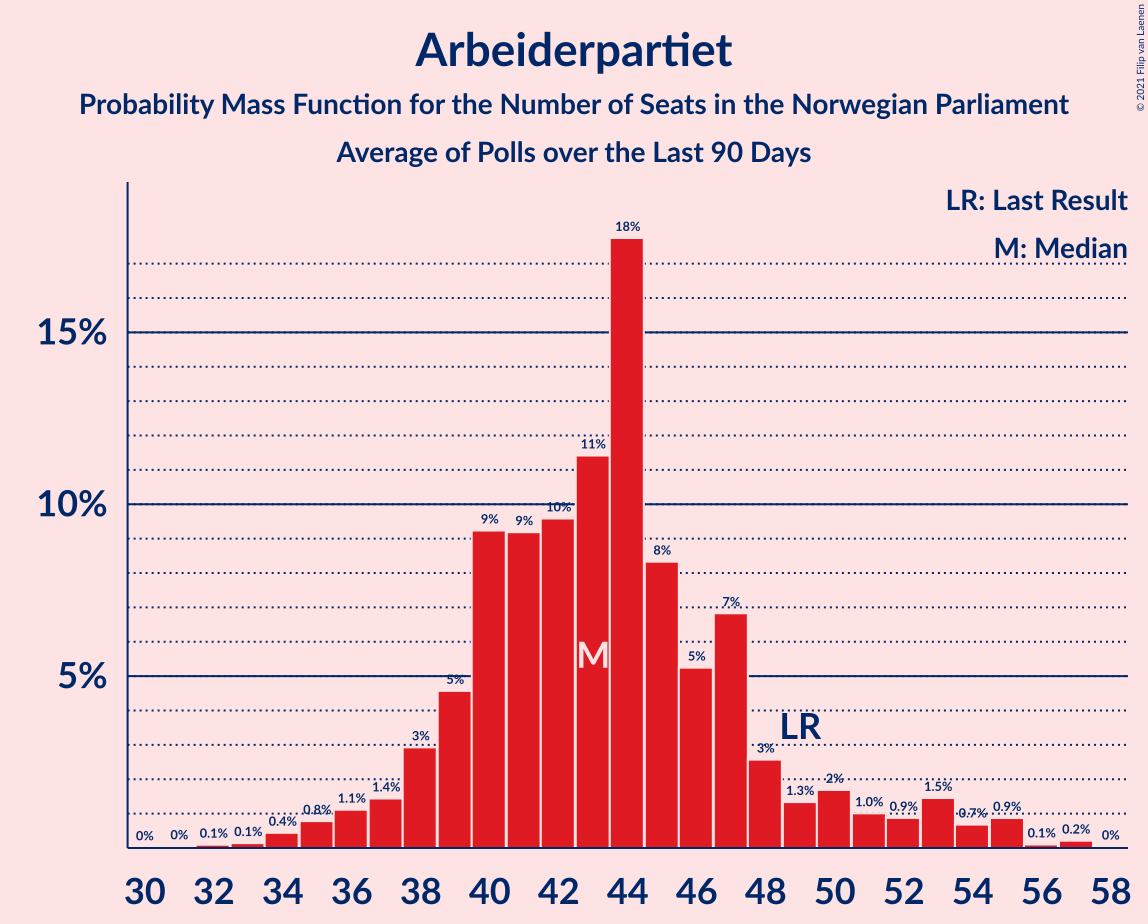 Arbeiderpartiet
Probability Mass Function for the Number of Seats in the Norwegian Parliament
Average of Polls over the Last 90 Days
© 2021 Filip van Laenen
LR: Last Result
M: Median
15%
10%
5%
0% 0% 0.1% 0.1% 0.4% 0.8% 1.1% 1.4% 3% 5% 9% 9% 10% 11% 18% 8% 5% 7% 3% 1.3% 2% 1.0% 0.9% 1.5% 0.7% 0.9% 0.1% 0.2% 0%
M
LR
30 32 34 36 38 40 42 44 46 48 50 52 54 56 58